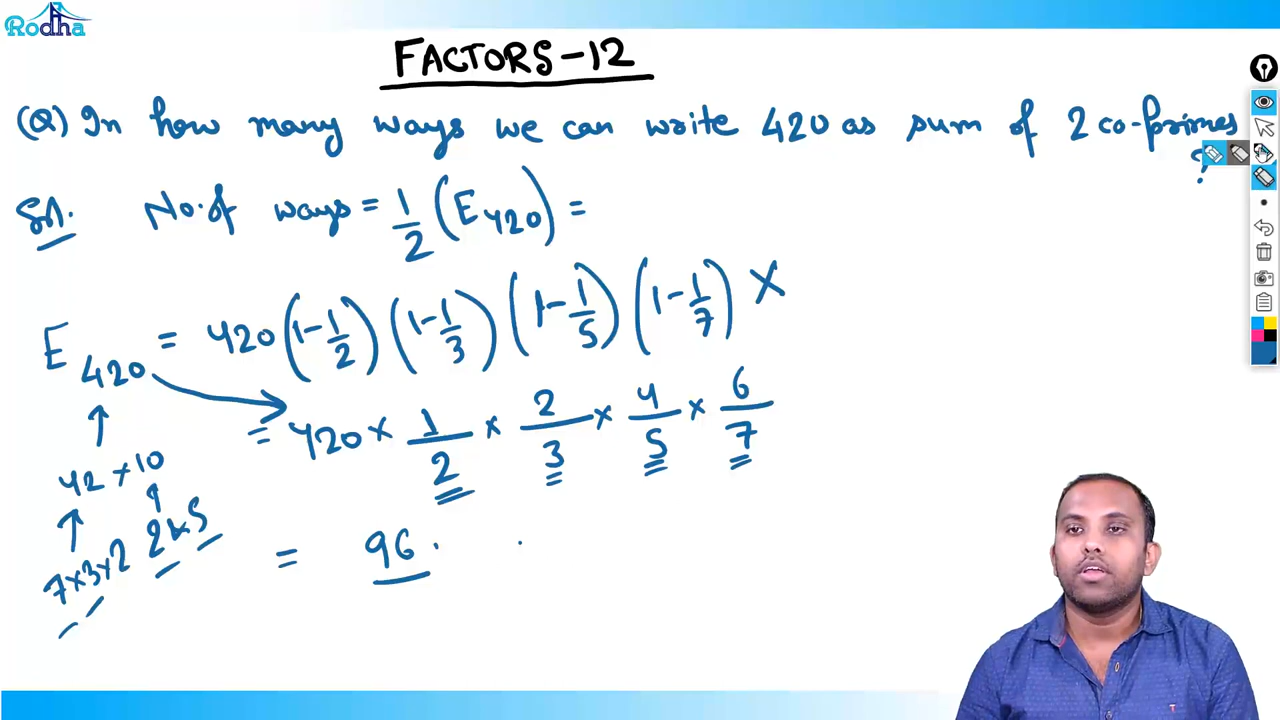 Rodha
FACTORS-12
(Q) In how many ways we can write 420 as sum of 2 co-primes
?
Sol. No. of ways = 1/2 (E420) =
E420 = 420 (1-1/2) (1-1/3) (1-1/5) (1-1/7) X
= 420 × 1/2 × 2/3 × 4/5 × 6/7
42 × 10
7×3×2 2×5
= 96.